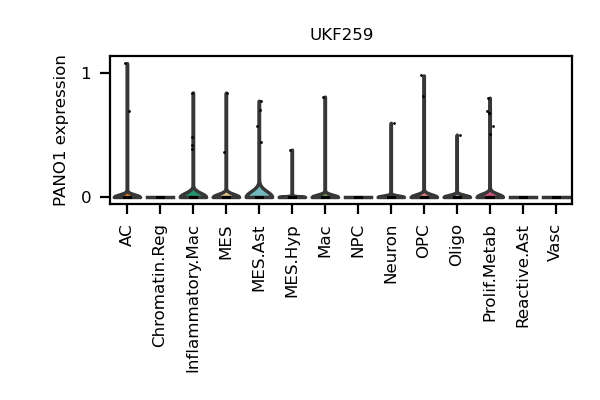 UKF259
PANO1 expression
1
0
AC
Chromatin.Reg
Inflammatory.Mac
MES
MES.Ast
MES.Hyp
Mac
NPC
Neuron
OPC
Oligo
Prolif.Metab
Reactive.Ast
Vasc